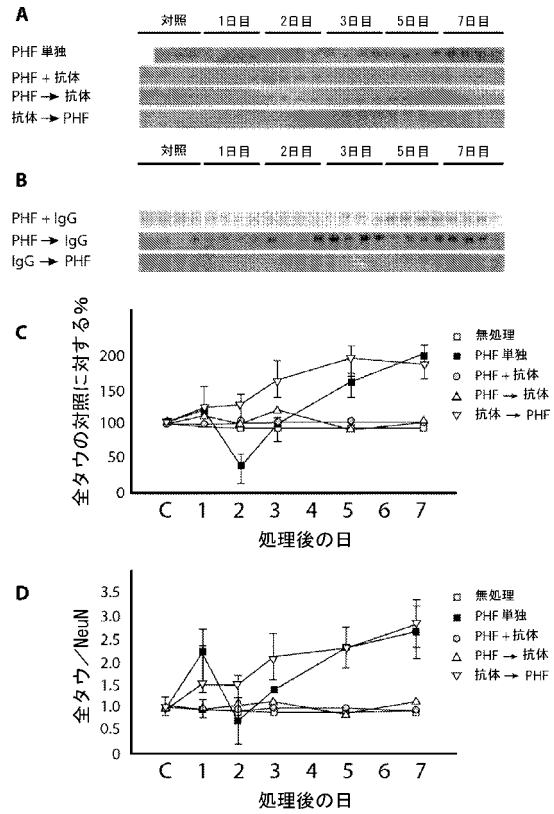 A
対照 1日目 2日目 3日目 5日目 7日目
PHF 単独
PHF + 抗体
PHF → 抗体
抗体 → PHF
対照 1日目 2日目 3日目 5日目 7日目
B
PHF + IgG
PHF → IgG
IgG → PHF
C
全タウの対照に対する%
200
150
100
50
0
C 1 2 3 4 5 6 7
処理後の日
無処理
PHF 単独
PHF + 抗体
PHF → 抗体
抗体 → PHF
D
全タウ/NeuN
3.5
3.0
2.5
2.0
1.5
1.0
0.5
0
C 1 2 3 4 5 6 7
処理後の日
無処理
PHF 単独
PHF + 抗体
PHF → 抗体
抗体 → PHF